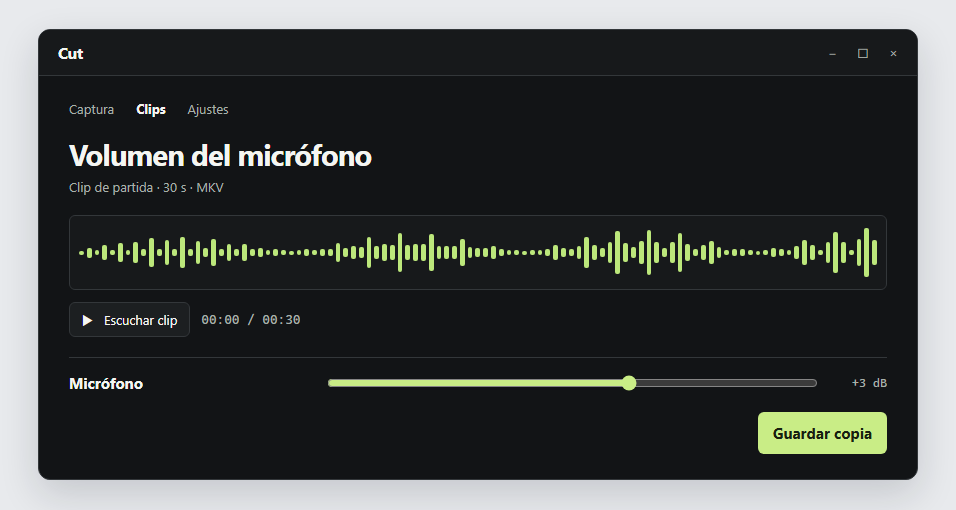 Cut
Captura Clips Ajustes
Volumen del micrófono
Clip de partida · 30 s · MKV
Escuchar clip 00:00 / 00:30
Micrófono +3 dB
Guardar copia